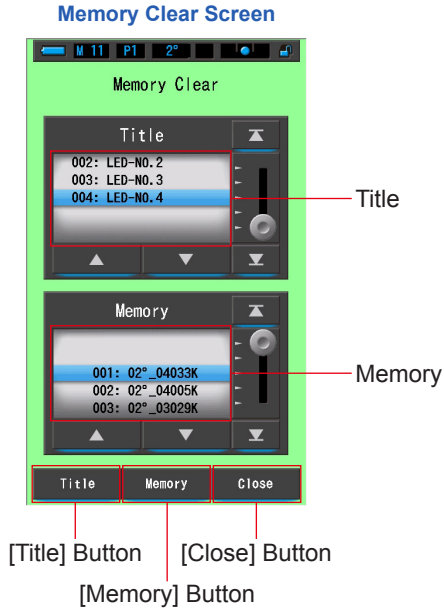 Memory Clear Screen
M 11 P1 2°
Memory Clear
Title
002: LED-NO.2
003: LED-NO.3
004: LED-NO.4
Title
Memory
001: 02°_04033K
002: 02°_04005K
003: 02°_03029K
Memory
Title Memory Close
[Title] Button [Close] Button
[Memory] Button